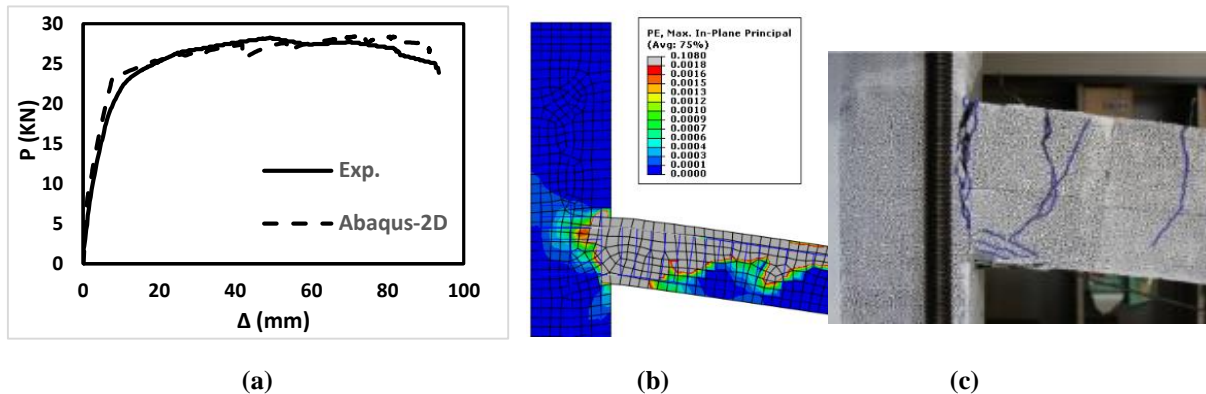 30
25
20
15
10
5
0
P (KN)
Exp.
Abaqus-2D
0 20 40 60 80 100
Δ (mm)
PE, Max. In-Plane Principal
(Avg: 75%)
0.1080
0.0018
0.0016
0.0015
0.0013
0.0012
0.0010
0.0009
0.0007
0.0006
0.0004
0.0003
0.0001
0.0000
(a) (b) (c)